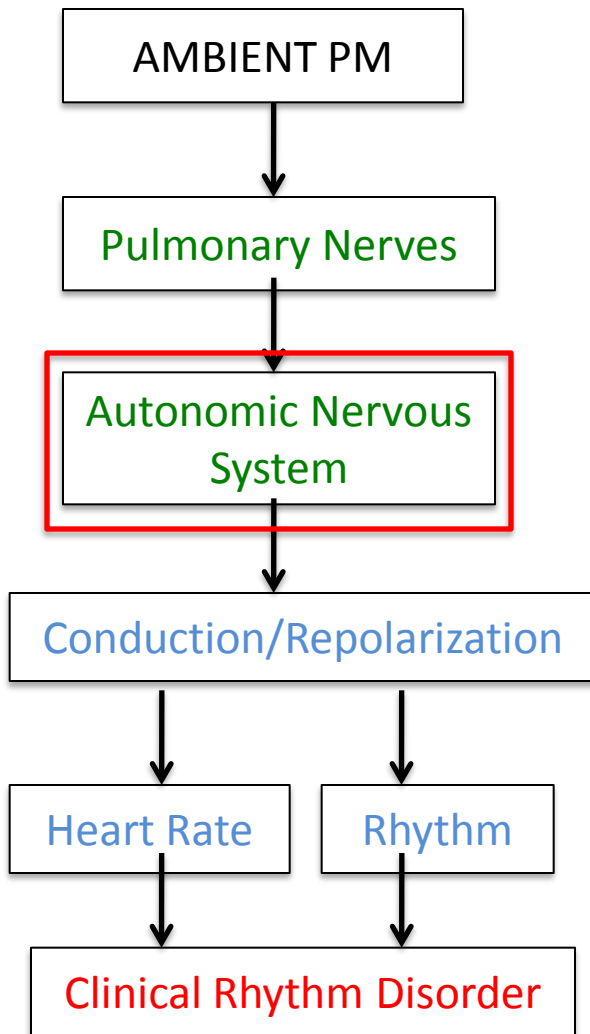 AMBIENT PM
Pulmonary Nerves
Autonomic Nervous
System
Conduction/Repolarization
Heart Rate
Rhythm
Clinical Rhythm Disorder